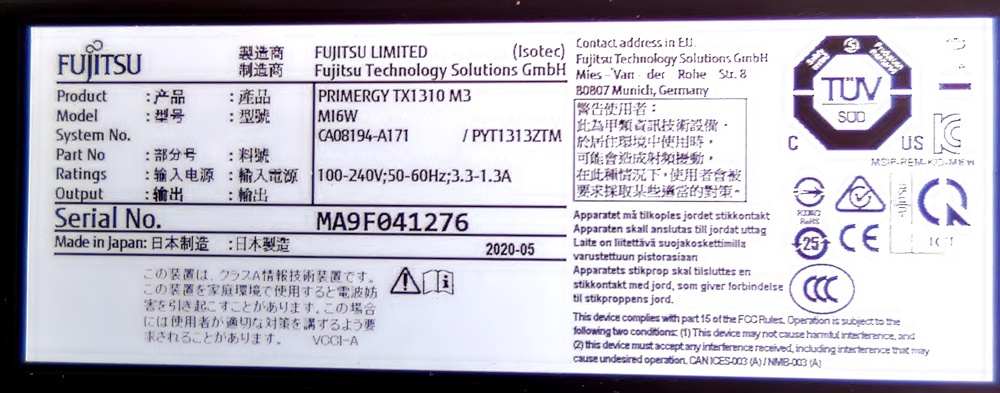 FUJITSU
製造商 FUJITSU LIMITED (Isotec)
制造商 Fujitsu Technology Solutions GmbH
Product :产品 :產品 PRIMERGY TX1310 M3
Model :型号 :型號 MI6W
System No. CA08194-A171 / PYT1313ZTM
Part No :部分号 :料號
Ratings :输入电源 :輸入電源 100-240V;50-60Hz;3.3-1.3A
Output :输出 :輸出
Serial No. MA9F041276
Made in Japan: 日本制造 :日本製造 2020-05
この装置は、クラスA情報技術装置です。
この装置を家庭環境で使用すると電波妨
害を引き起こすことがあります。この場合
には使用者が適切な対策を講ずるよう要
求されることがあります。 VCCI-A
Contact address in EU.
Fujitsu Technology Solutions GmbH
Mies-Van der Rohe Str. 8
80807 Munich, Germany
警告使用者：
此為甲類資訊技術設備，
於居住環境中使用時，
可能會造成射頻擾動，
在此種情況下，使用者會被
要求採取某些適當的對策。
Apparatet må tilkoples jordet stikkontakt
Apparaten skall anslutas till jordat uttag
Laite on liitettävä suojakoskettimilla
varustettuun pistorasiaan
Apparatets stikprop skal tilsluttes en
stikkontakt med jord, som giver forbindelse
til stikproppens jord.
This device complies with part 15 of the FCC Rules. Operation is subject to the
following two conditions: (1) This device may not cause harmful interference, and
(2) this device must accept any interference received, including interference that may
cause undesired operation. CAN ICES-003 (A) / NMB-003 (A)
TÜV
SÜD
C US
RoHS
25
CE
CCC